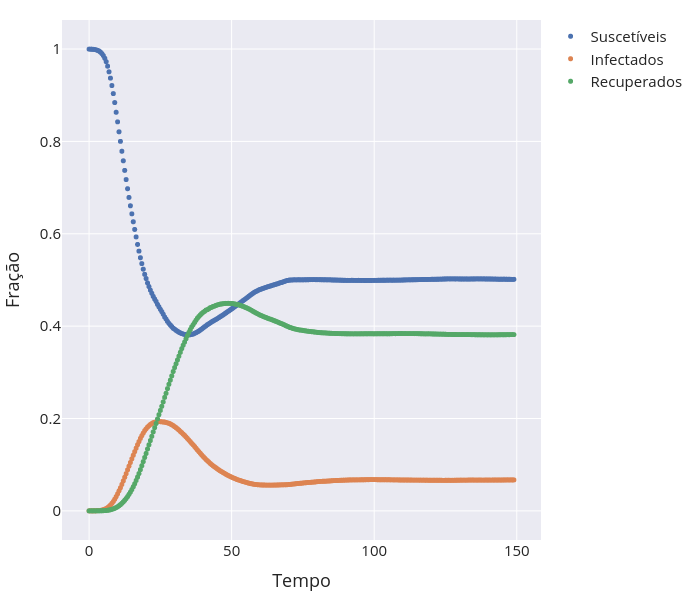 Suscetíveis
Infectados
Recuperados
1
0.8
0.6
0.4
0.2
0
Fração
0 50 100 150
Tempo